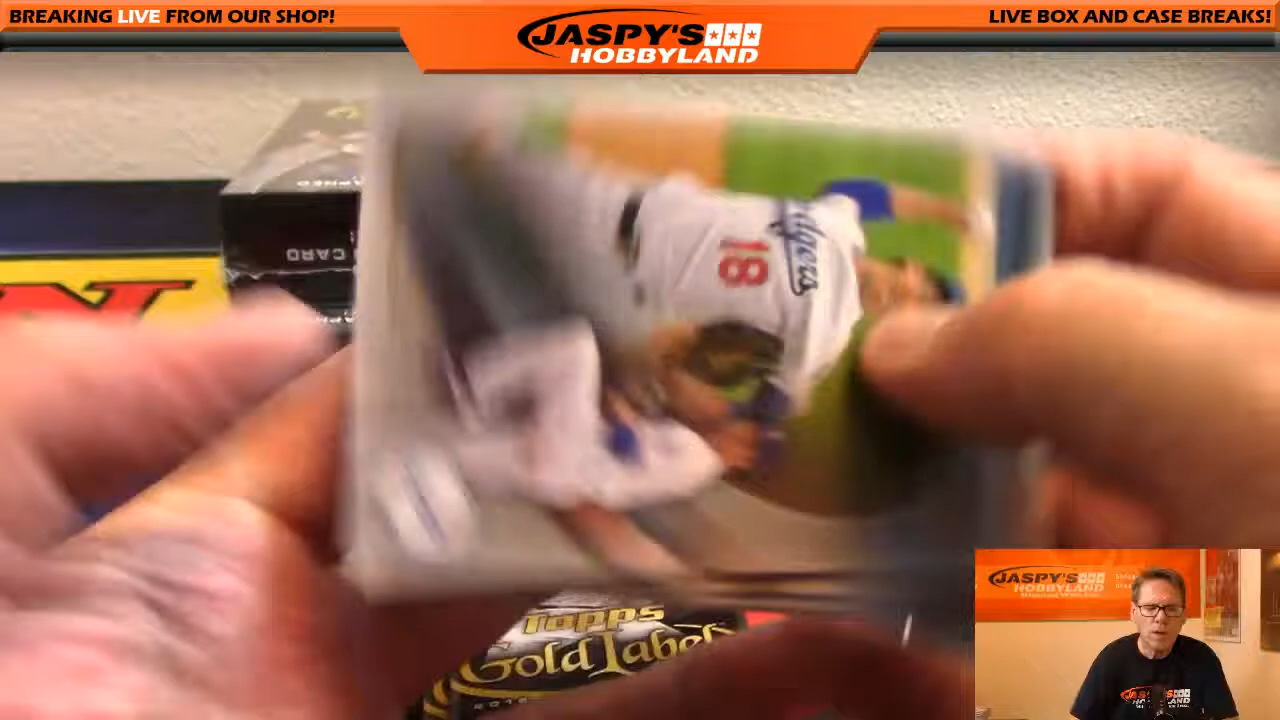 BREAKING LIVE FROM OUR SHOP!
JASPY'S
HOBBYLAND
LIVE BOX AND CASE BREAKS!
CARD
Dodgers
18
Topps
Gold Label
JASPY'S
HOBBYLAND